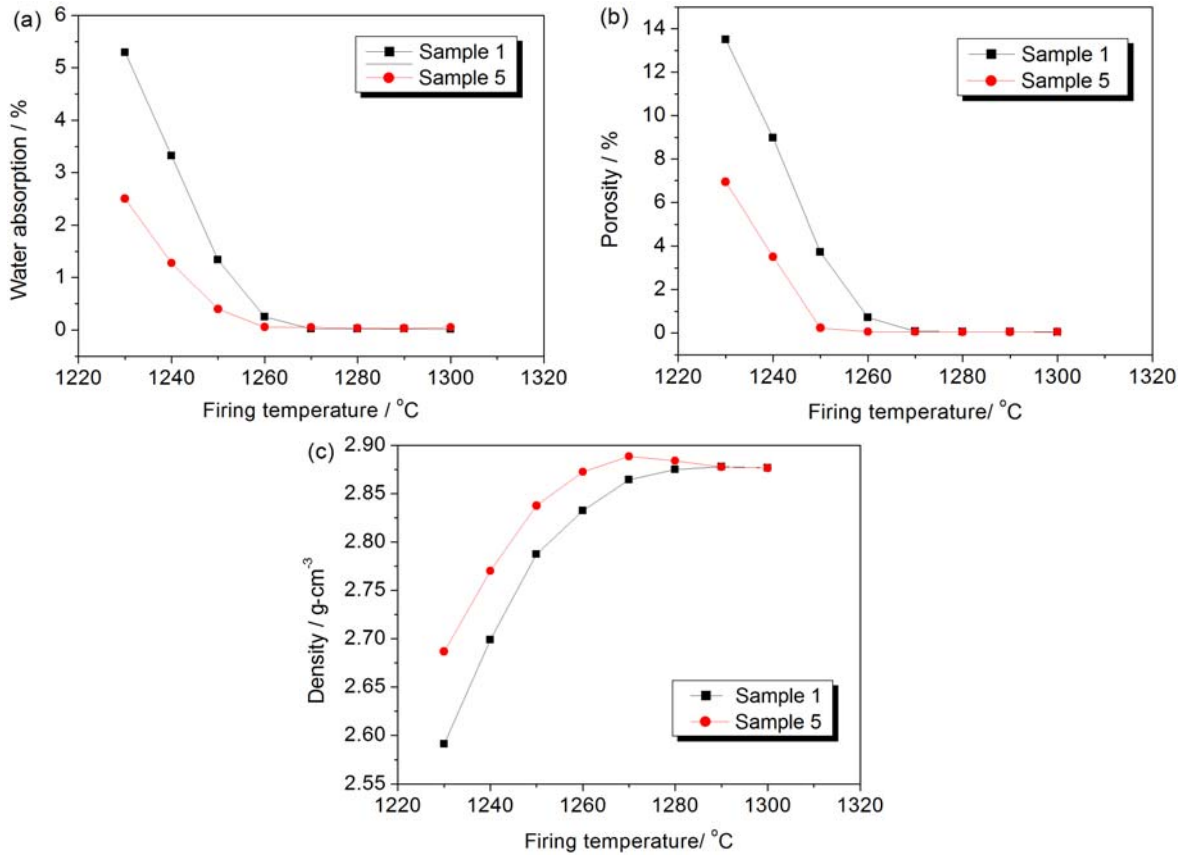 (a)
6
5
4
3
2
1
0
Water absorption / %
Sample 1
Sample 5
1220 1240 1260 1280 1300 1320
Firing temperature / °C
(b)
14
12
10
8
6
4
2
0
-2
Porosity / %
Sample 1
Sample 5
1220 1240 1260 1280 1300 1320
Firing temperature/ °C
(c)
2.90
2.85
2.80
2.75
2.70
2.65
2.60
2.55
Density / g-cm⁻³
Sample 1
Sample 5
1220 1240 1260 1280 1300 1320
Firing temperature/ °C